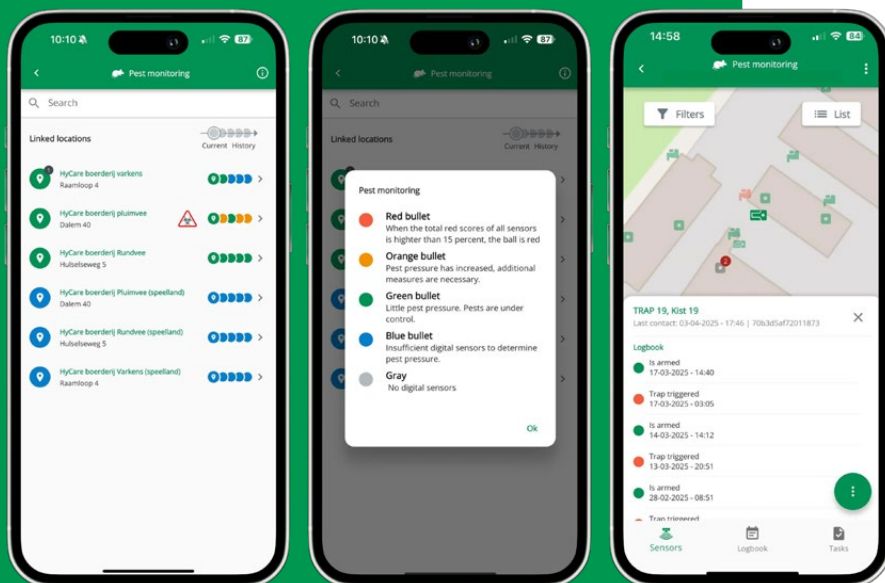 10:10
87
Pest monitoring
Search
Linked locations
Current History
1
HyCare boerderij varkens
Raamloop 4
HyCare boerderij pluimvee
Dalem 40
HyCare boerderij Rundvee
Hulselseweg 5
HyCare boerderij Pluimvee (speelland)
Dalem 40
HyCare boerderij Rundvee (speelland)
Hulselseweg 5
HyCare boerderij Varkens (speelland)
Raamloop 4
10:10
87
Pest monitoring
Search
Linked locations
Current History
Pest monitoring
Red bullet
When the total red scores of all sensors
is highter than 15 percent, the ball is red
Orange bullet
Pest pressure has increased, additional
measures are necessary.
Green bullet
Little pest pressure. Pests are under
control.
Blue bullet
Insufficient digital sensors to determine
pest pressure.
Gray
No digital sensors
Ok
14:58
84
Pest monitoring
Filters
List
2
TRAP 19, Kist 19
Last contact: 03-04-2025 - 17:46 | 70b3d5af72011873
Logbook
Is armed
17-03-2025 - 14:40
Trap triggered
17-03-2025 - 03:05
Is armed
14-03-2025 - 14:12
Trap triggered
13-03-2025 - 20:51
Is armed
28-02-2025 - 08:51
Trap triggered
Sensors
Logbook
Tasks